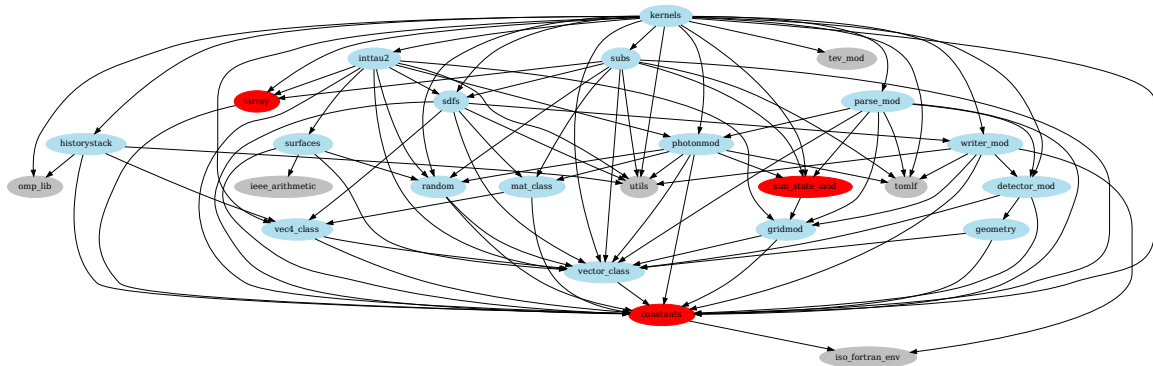 kernels
inttau2
subs
tev_mod
iarray
sdfs
parse_mod
historystack
surfaces
photonmod
writer_mod
omp_lib
ieee_arithmetic
random
mat_class
utils
sim_state_mod
tomlf
detector_mod
vec4_class
gridmod
geometry
vector_class
constants
iso_fortran_env